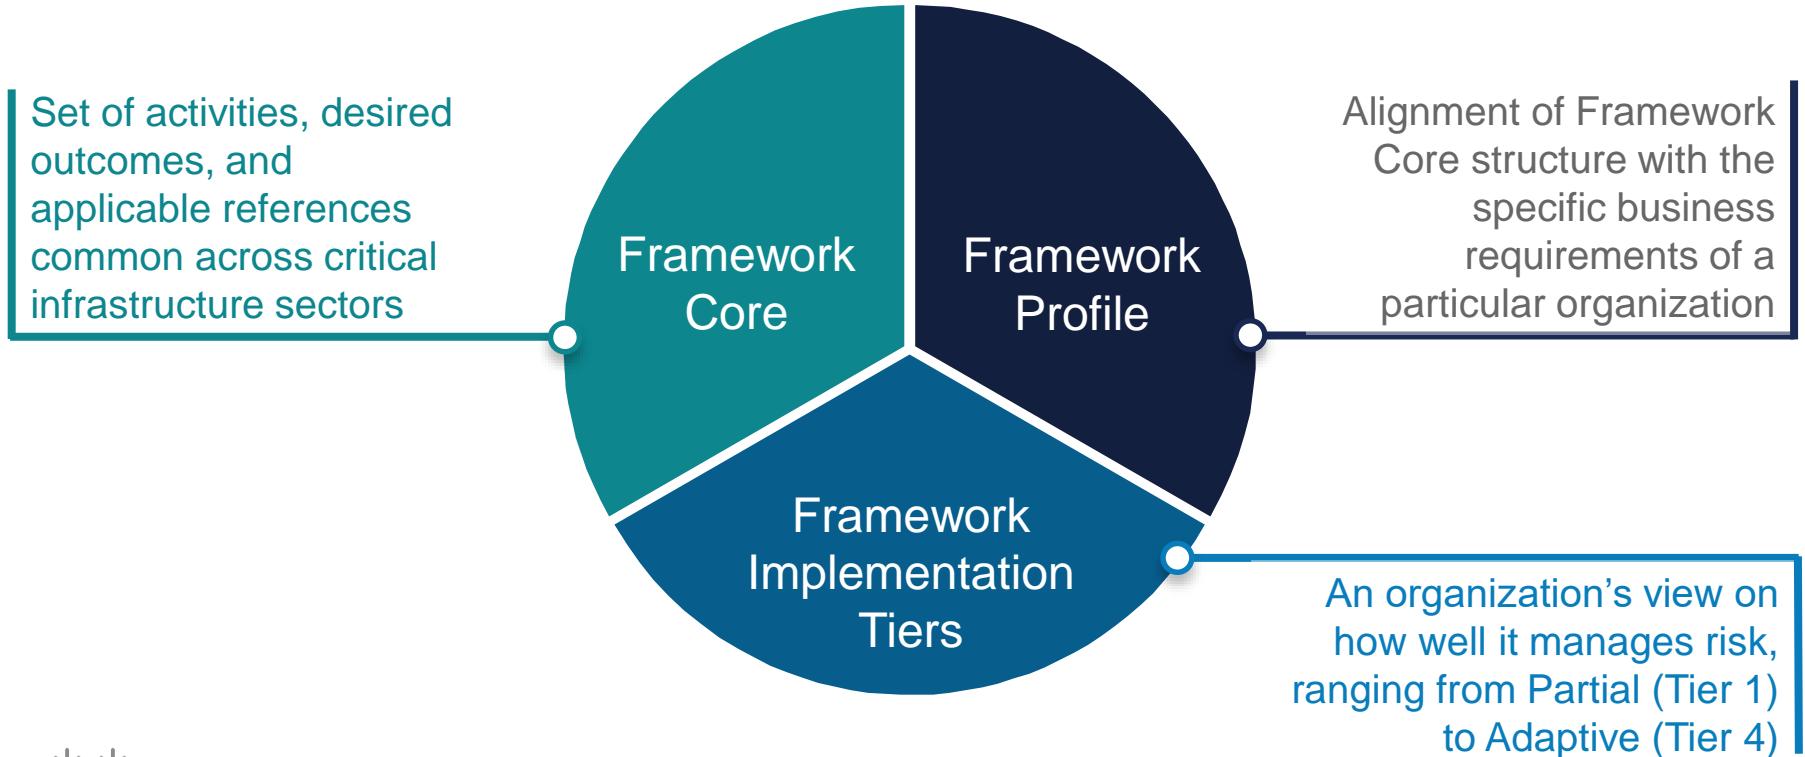 Set of activities, desired
outcomes, and
applicable references
common across critical
infrastructure sectors
Framework
Core
Framework
Profile
Alignment of Framework
Core structure with the
specific business
requirements of a
particular organization
Framework
Implementation
Tiers
An organization’s view on
how well it manages risk,
ranging from Partial (Tier 1)
to Adaptive (Tier 4)